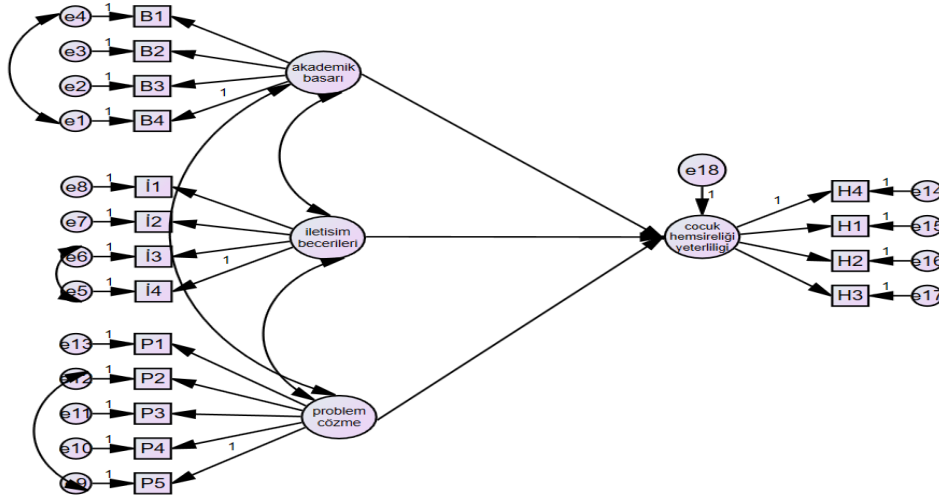 e4 1 B1
e3 1 B2
e2 1 B3
e1 1 B4
1
akademik
basarı
e8 1 İ1
e7 1 İ2
e6 1 İ3
e5 1 İ4
1
iletisim
becerileri
e13 1 P1
e12 1 P2
e11 1 P3
e10 1 P4
e9 1 P5
1
problem
cözme
e18
1
cocuk
hemsireliği
yeterliligi
1
H4 1 e14
H1 1 e15
H2 1 e16
H3 1 e17